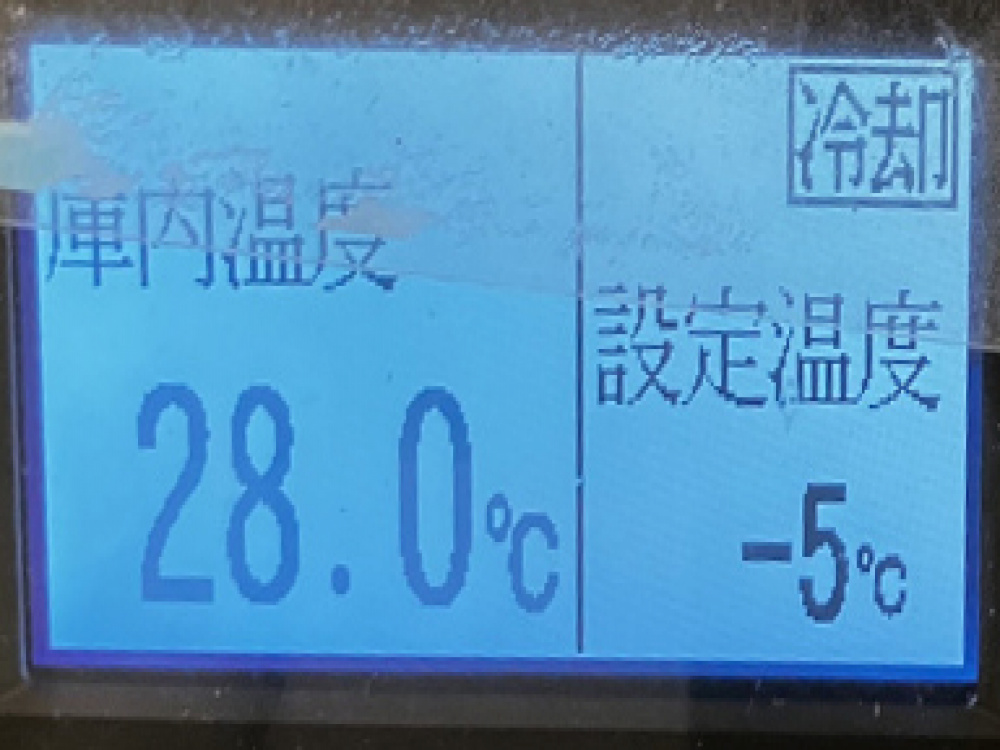 冷却
庫内温度
設定温度
28.0℃
-5℃